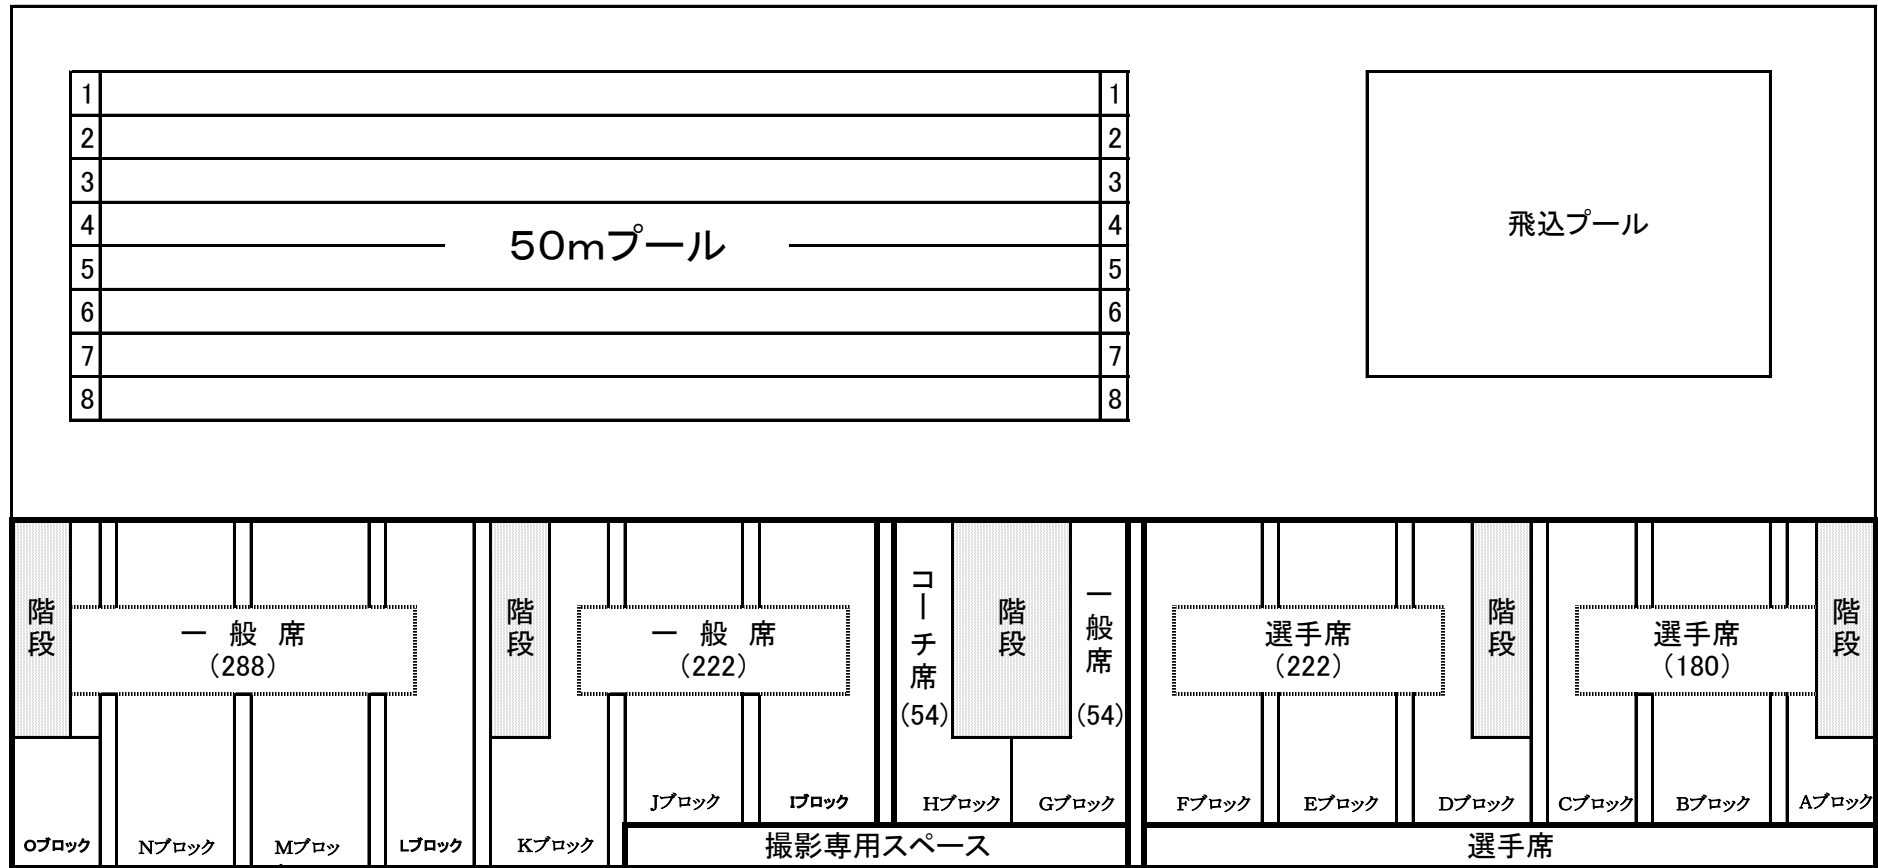 1 1
2 2
3 3
4 4
5 5
6 6
7 7
8 8
50mプール
飛込プール
階段
一 般 席
(288)
階段
一 般 席
(222)
コーチ席
(54)
階段
一般席
(54)
選手席
(222)
階段
選手席
(180)
階段
Oブロック
Nブロック
Mブロッ
Lブロック
Kブロック
Jブロック
Iブロック
Hブロック
Gブロック
Fブロック
Eブロック
Dブロック
Cブロック
Bブロック
Aブロック
撮影専用スペース
選手席